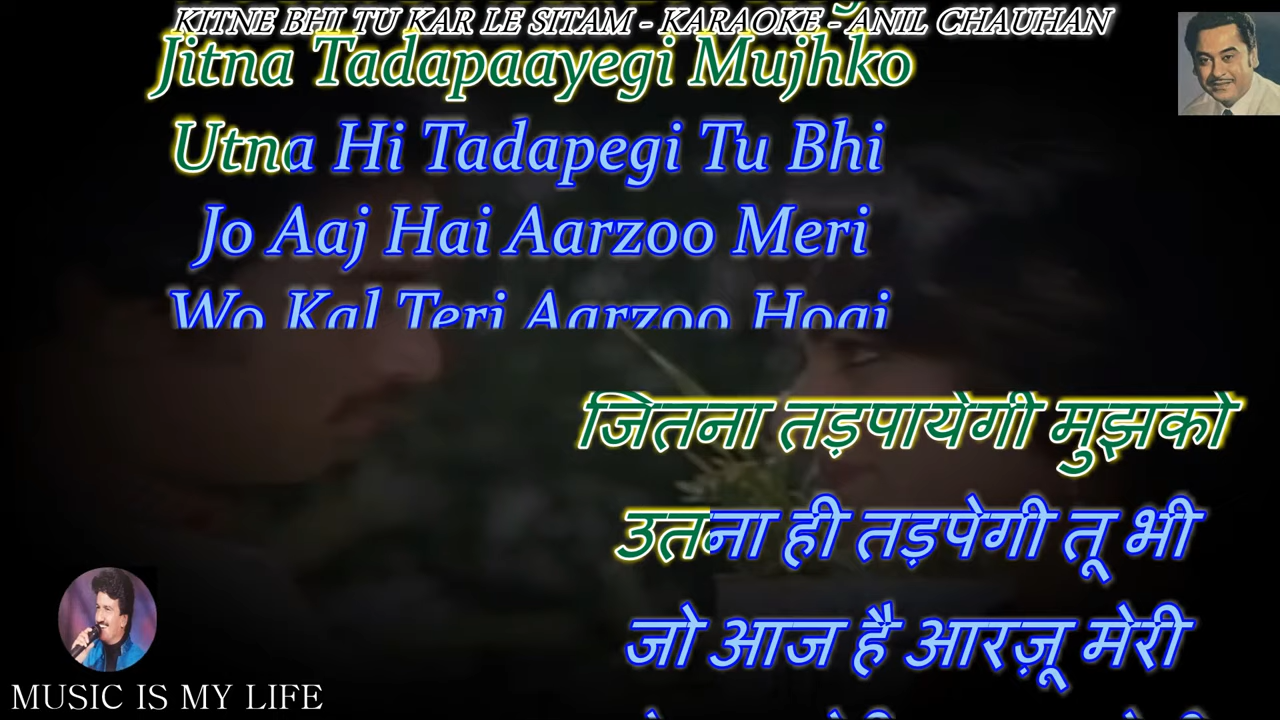 KITNE BHI TU KAR LE SITAM - KARAOKE - ANIL CHAUHAN
Jitna Tadapaayegi Mujhko
Utna Hi Tadapegi Tu Bhi
Jo Aaj Hai Aarzoo Meri
Wo Kal Teri Aarzoo Hogi
जितना तड़पायेगी मुझको
उतना ही तड़पेगी तू भी
जो आज है आरज़ू मेरी
MUSIC IS MY LIFE